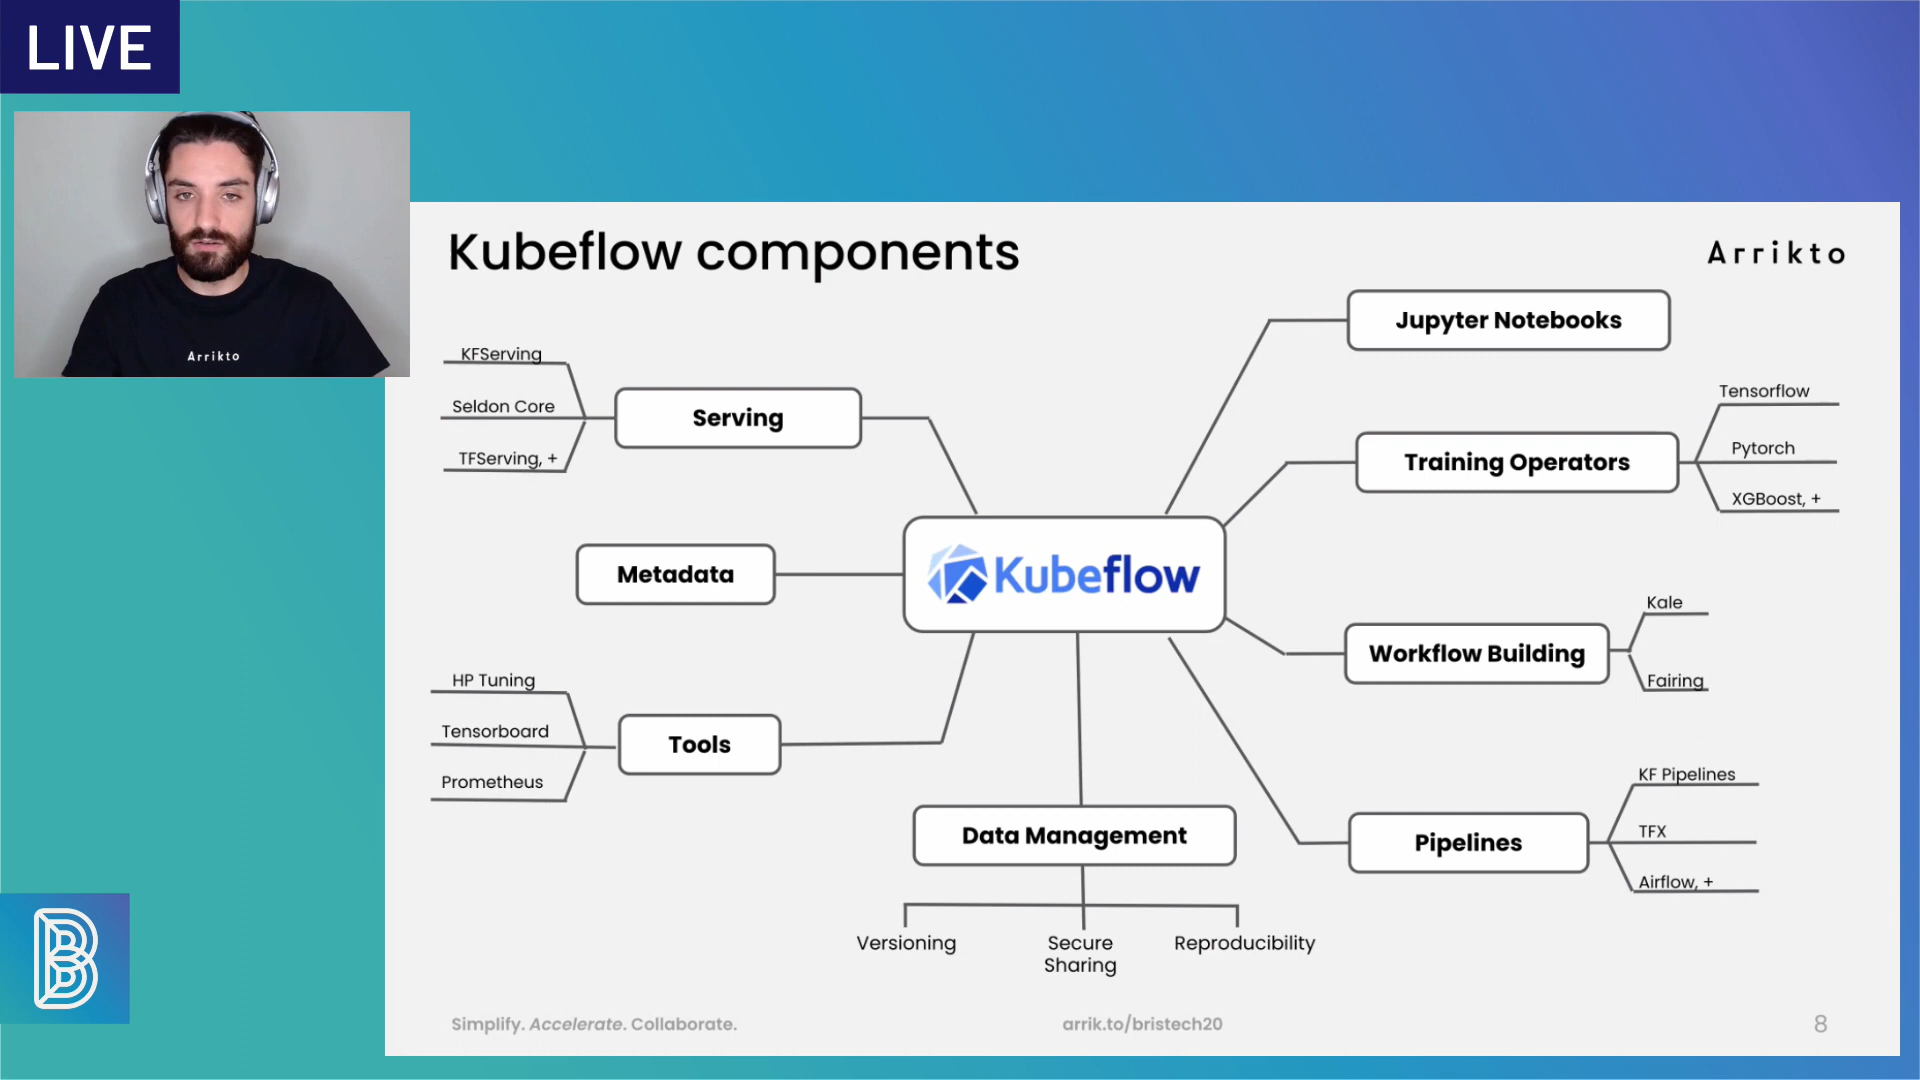 LIVE
Arrikto
Kubeflow components
Arrikto
Jupyter Notebooks
KFServing
Seldon Core
TFServing, +
Serving
Training Operators
Tensorflow
Pytorch
XGBoost, +
Metadata
Kubeflow
Workflow Building
Kale
Fairing
HP Tuning
Tensorboard
Prometheus
Tools
Data Management
Versioning
Secure
Sharing
Reproducibility
Pipelines
KF Pipelines
TFX
Airflow, +
B
Simplify. Accelerate. Collaborate.
arrik.to/bristech20
8